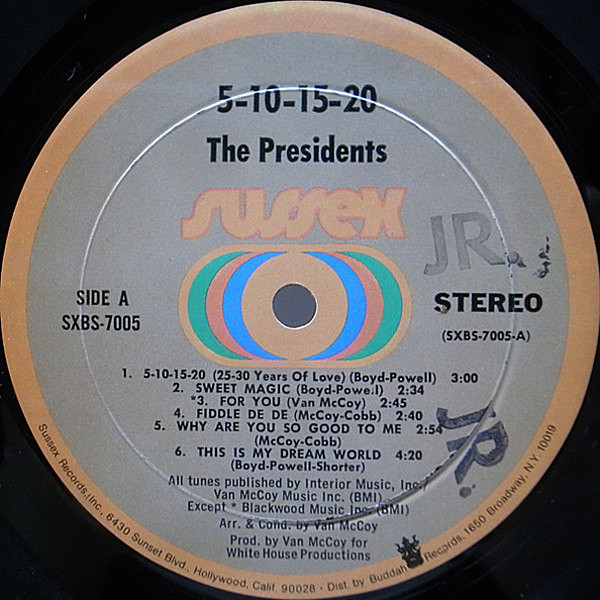 5-10-15-20
The Presidents
sussex
JR.
SIDE A
SXBS-7005
STEREO
(SXBS-7005-A)
1. 5-10-15-20 (25-30 Years Of Love) (Boyd-Powell) 3:00
2. SWEET MAGIC (Boyd-Powe.l) 2:34
*3. FOR YOU (Van McCoy) 2:45
4. FIDDLE DE DE (McCoy-Cobb) 2:40
5. WHY ARE YOU SO GOOD TO ME 2:54
(McCoy-Cobb)
6. THIS IS MY DREAM WORLD 4:20
(Boyd-Powell-Shorter)
JR.
All tunes published by Interior Music, Inc./
Van McCoy Music Inc. (BMI)
Except * Blackwood Music Inc. (BMI)
Arr. & Cond. by Van McCoy
Prod. by Van McCoy for
White House Productions
Sussex Records, Inc., 6430 Sunset Blvd., Hollywood, Calif. 90028 • Dist. by Buddah Records, 1650 Broadway, N.Y. 10019